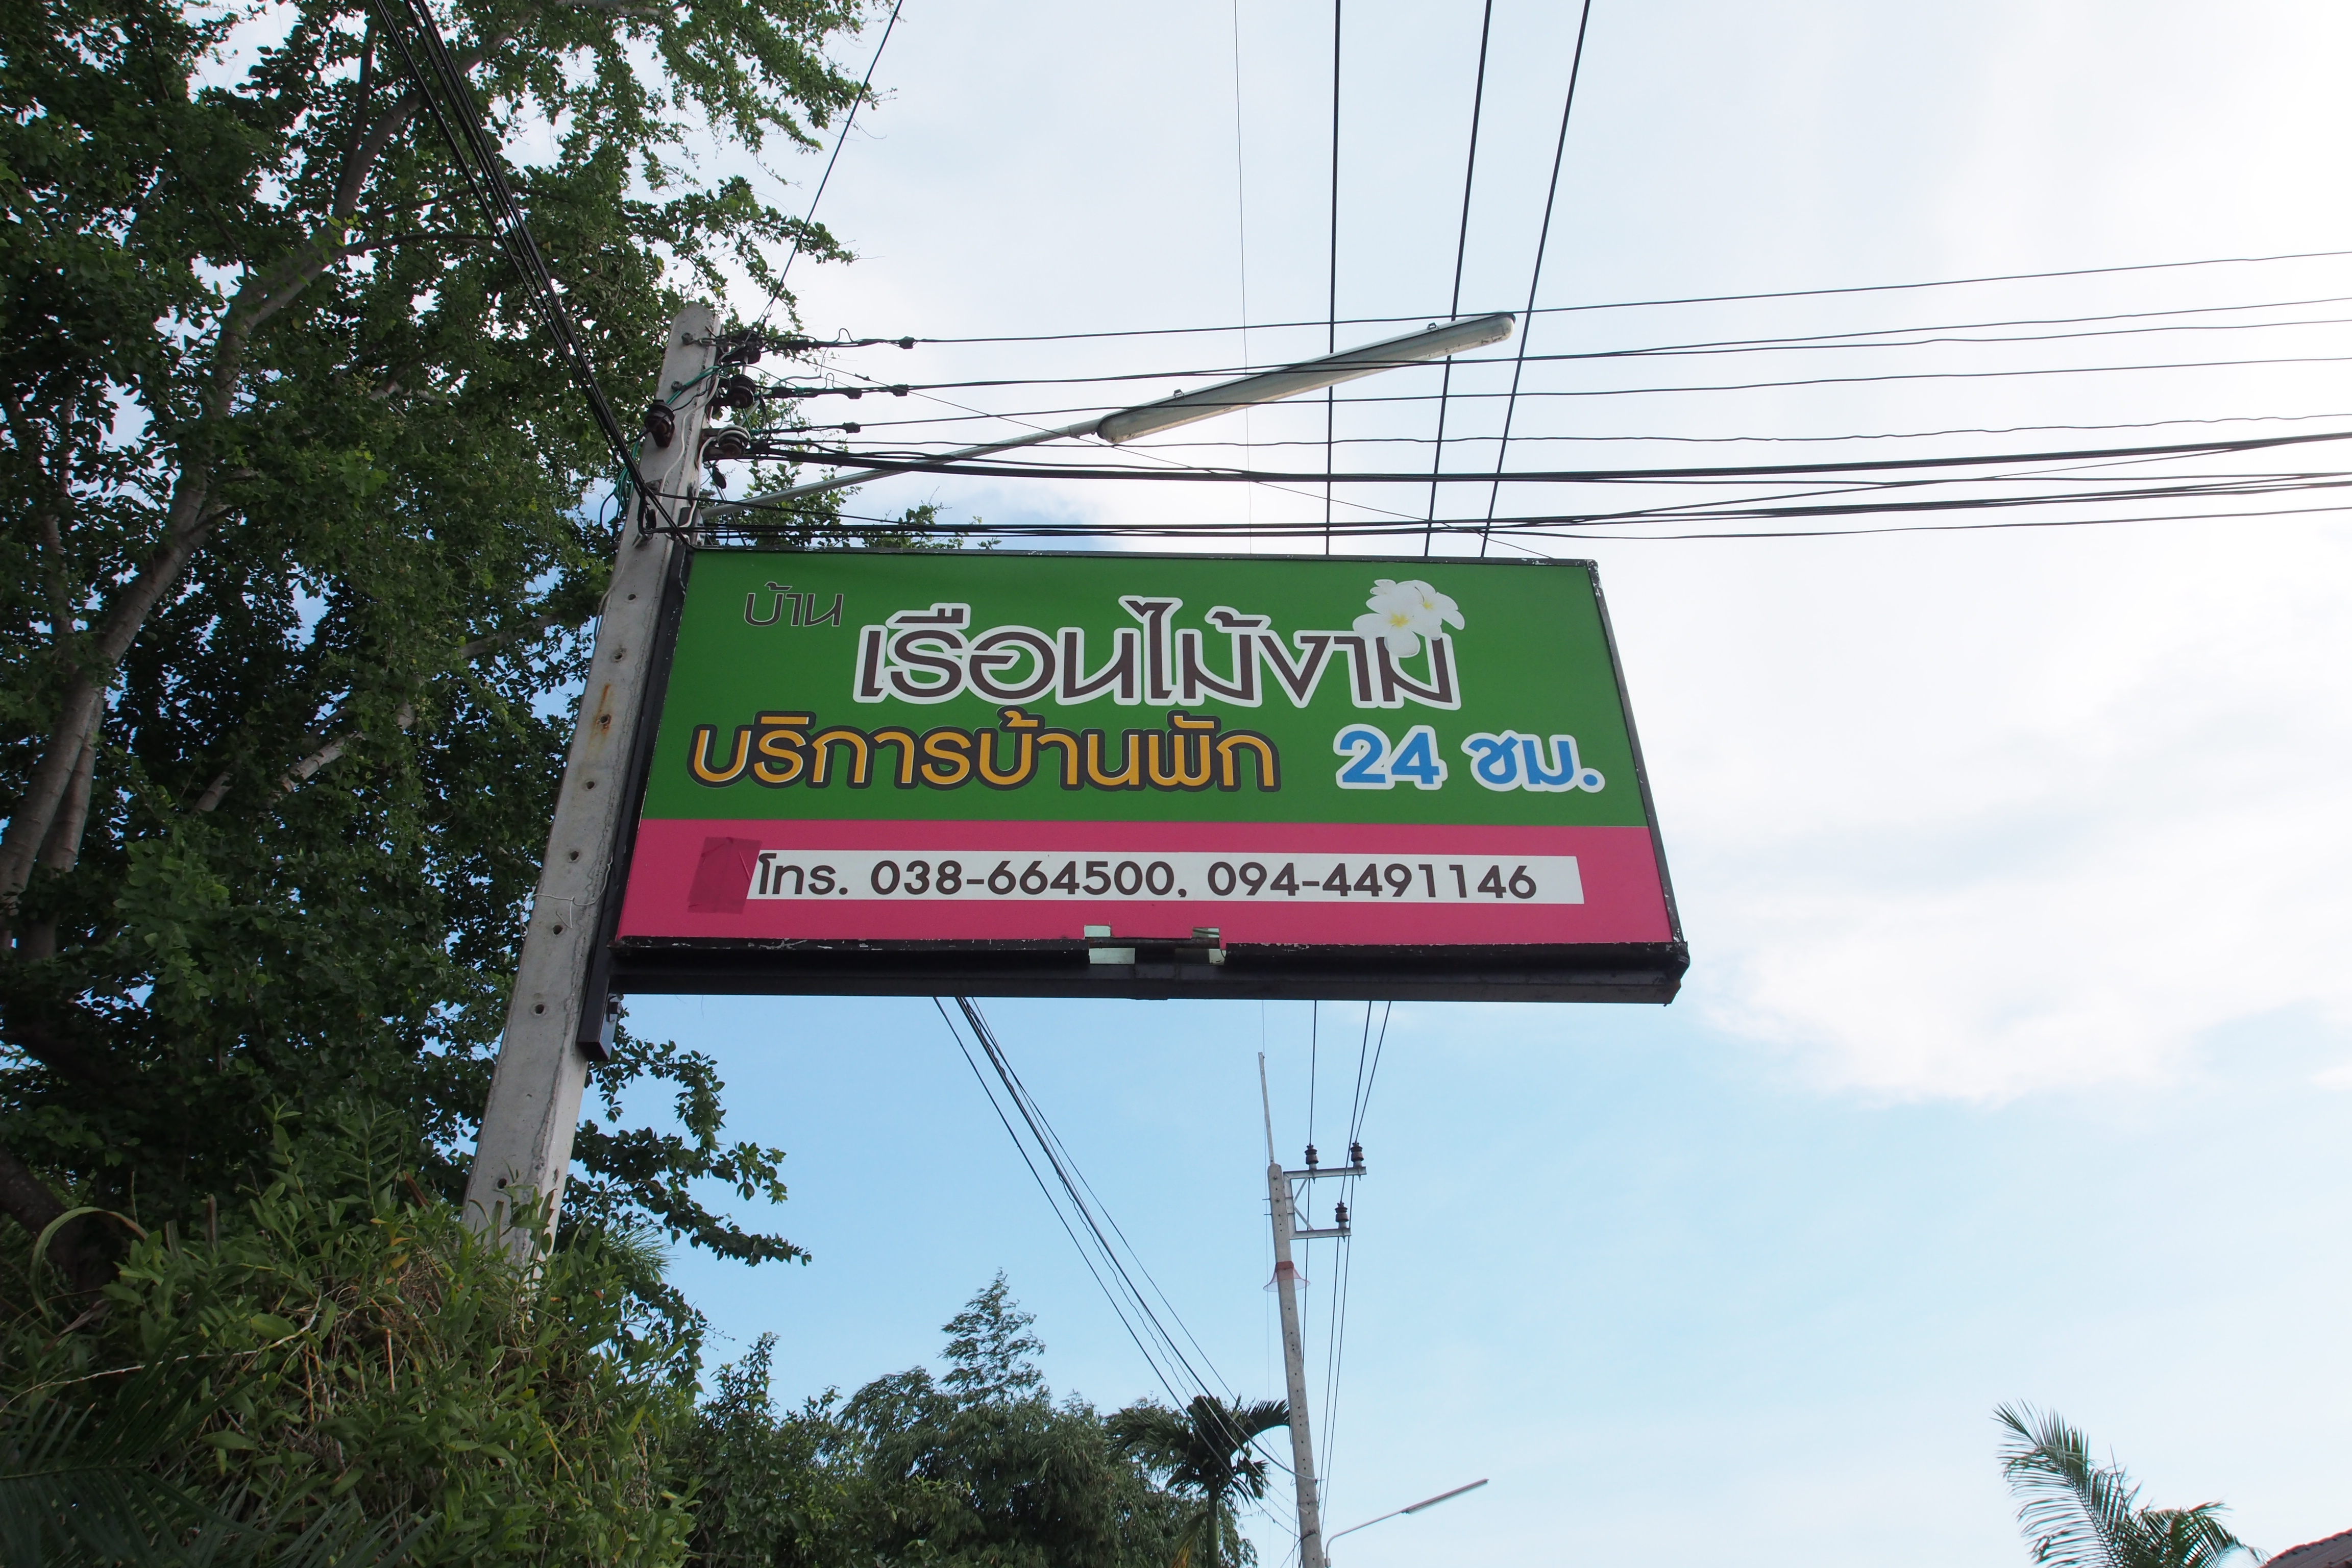 บ้าน เรือนไม้งาม
บริการบ้านพัก 24 ชม.
โทร. 038-664500, 094-4491146